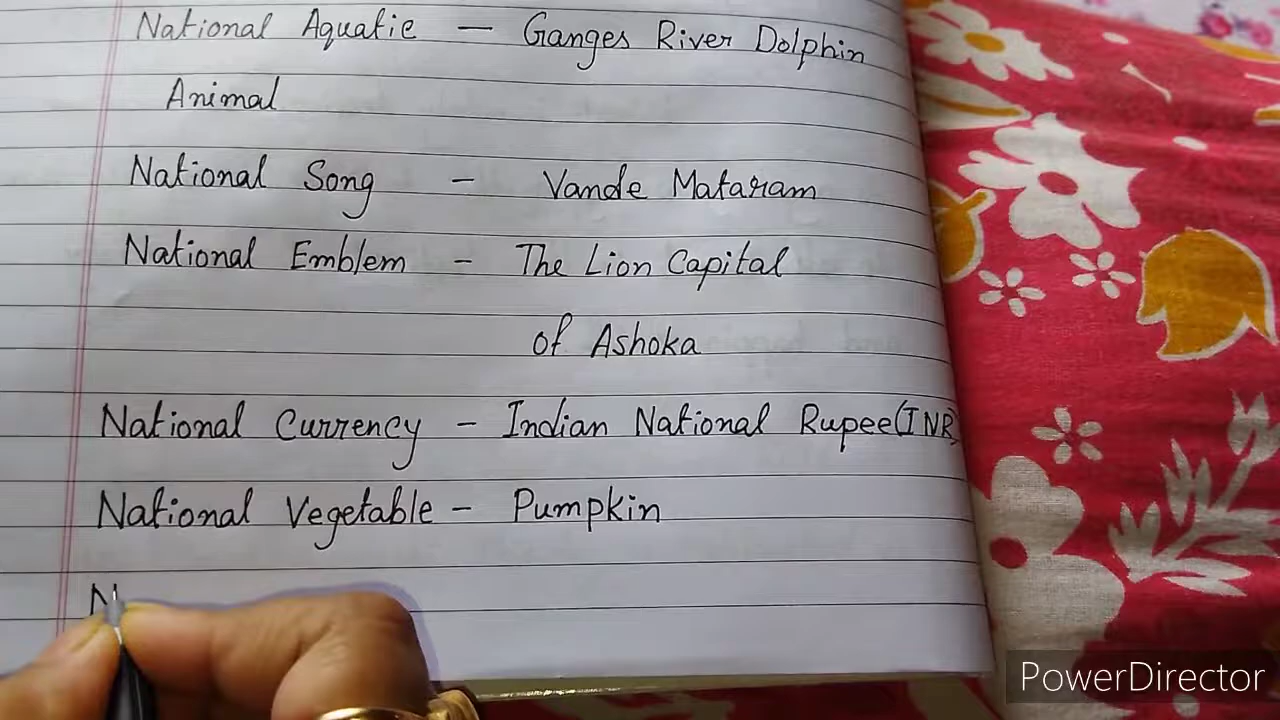 National Aquatic — Ganges River Dolphin
Animal
National Song - Vande Mataram
National Emblem - The Lion Capital
of Ashoka
National Currency - Indian National Rupee(INR)
National Vegetable - Pumpkin
N
PowerDirector